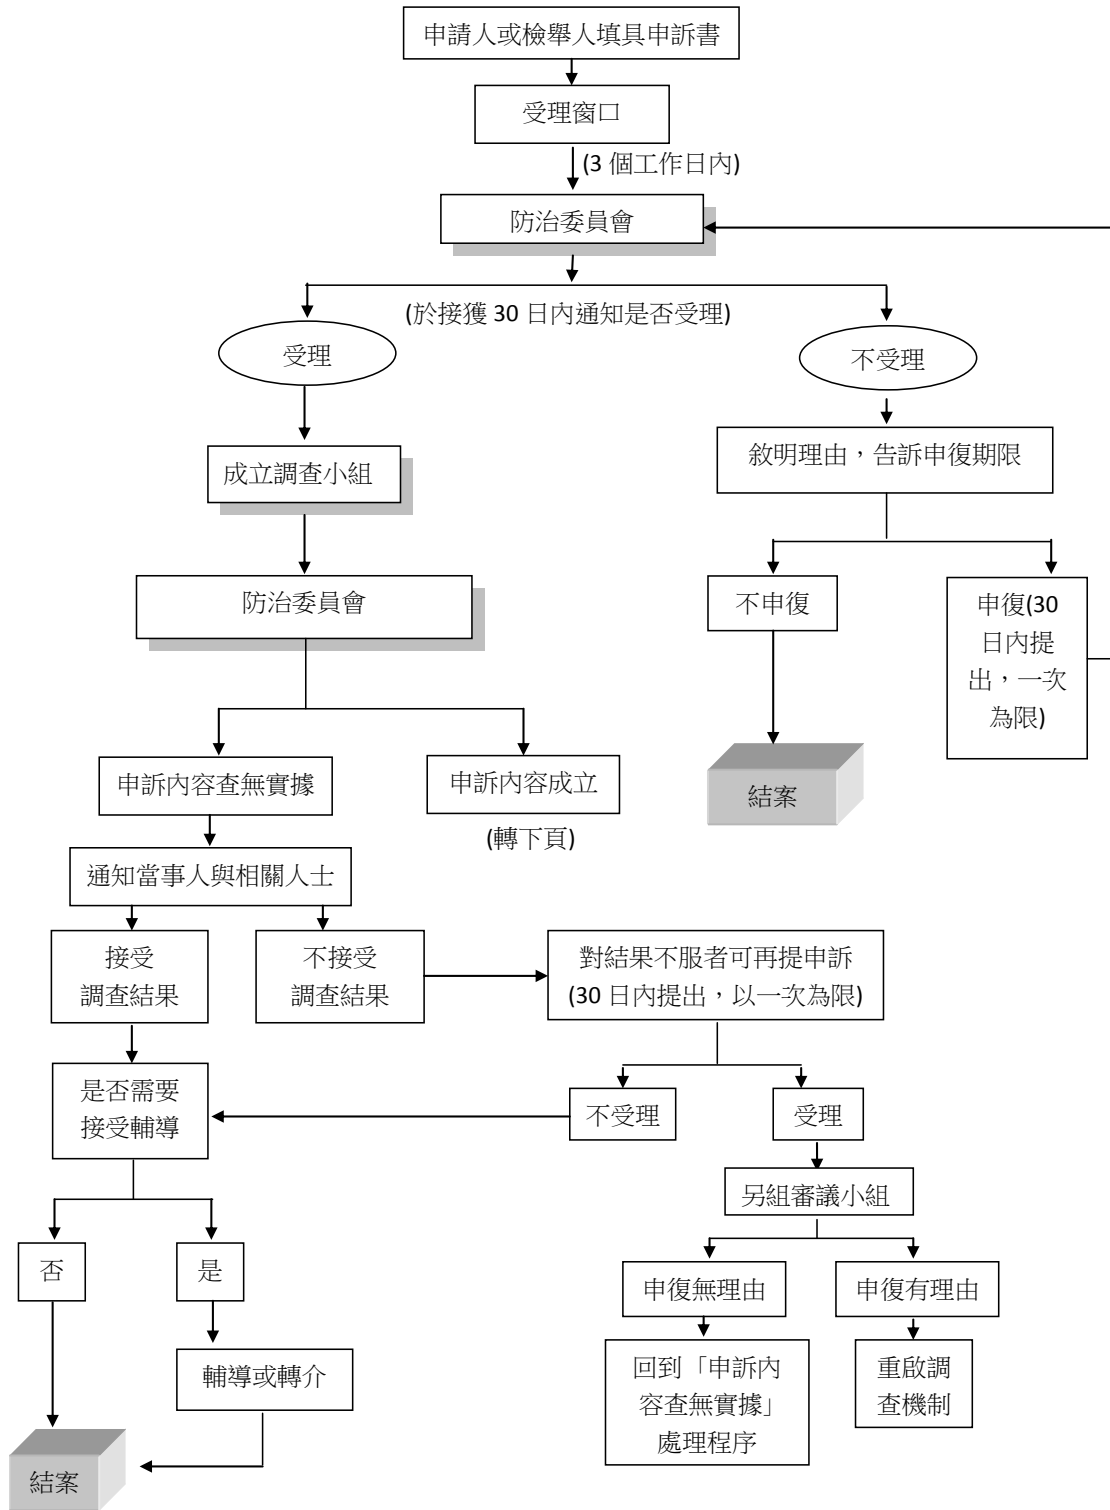 申請人或檢舉人填具申訴書
受理窗口
(3 個工作日內)
防治委員會
(於接獲 30 日內通知是否受理)
受理
不受理
成立調查小組
敘明理由，告訴申復期限
防治委員會
不申復
申復(30
日內提
出，一次
為限)
結案
申訴內容查無實據
申訴內容成立
(轉下頁)
通知當事人與相關人士
接受
調查結果
不接受
調查結果
對結果不服者可再提申訴
(30 日內提出，以一次為限)
是否需要
接受輔導
不受理
受理
另組審議小組
否
是
申復無理由
申復有理由
輔導或轉介
回到「申訴內
容查無實據」
處理程序
重啟調
查機制
結案